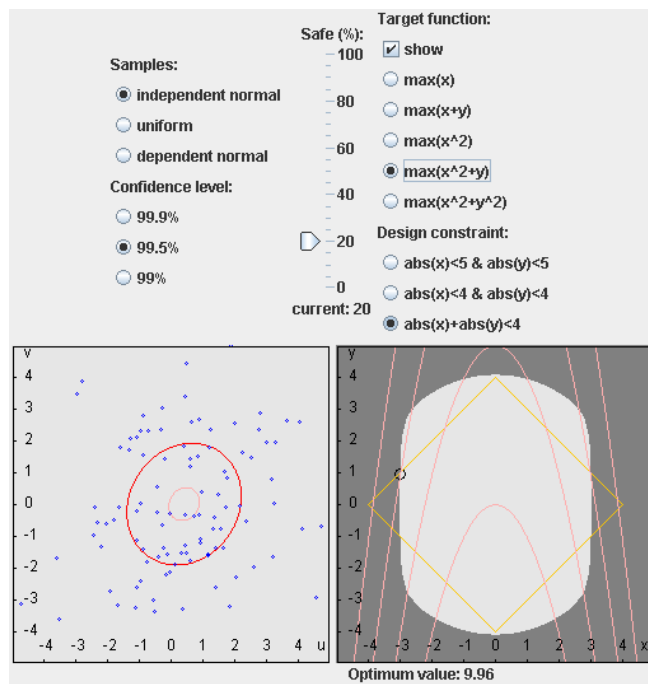 Samples:
independent normal
uniform
dependent normal
Confidence level:
99.9%
99.5%
99%
Safe (%):
100
80
60
40
20
0
current: 20
Target function:
show
max(x)
max(x+y)
max(x^2)
max(x^2+y)
max(x^2+y^2)
Design constraint:
abs(x)<5 & abs(y)<5
abs(x)<4 & abs(y)<4
abs(x)+abs(y)<4
v
4
3
2
1
0
-1
-2
-3
-4
-4 -3 -2 -1 0 1 2 3 4 u
y
4
3
2
1
0
-1
-2
-3
-4
-4 -3 -2 -1 0 1 2 3 4 x
Optimum value: 9.96